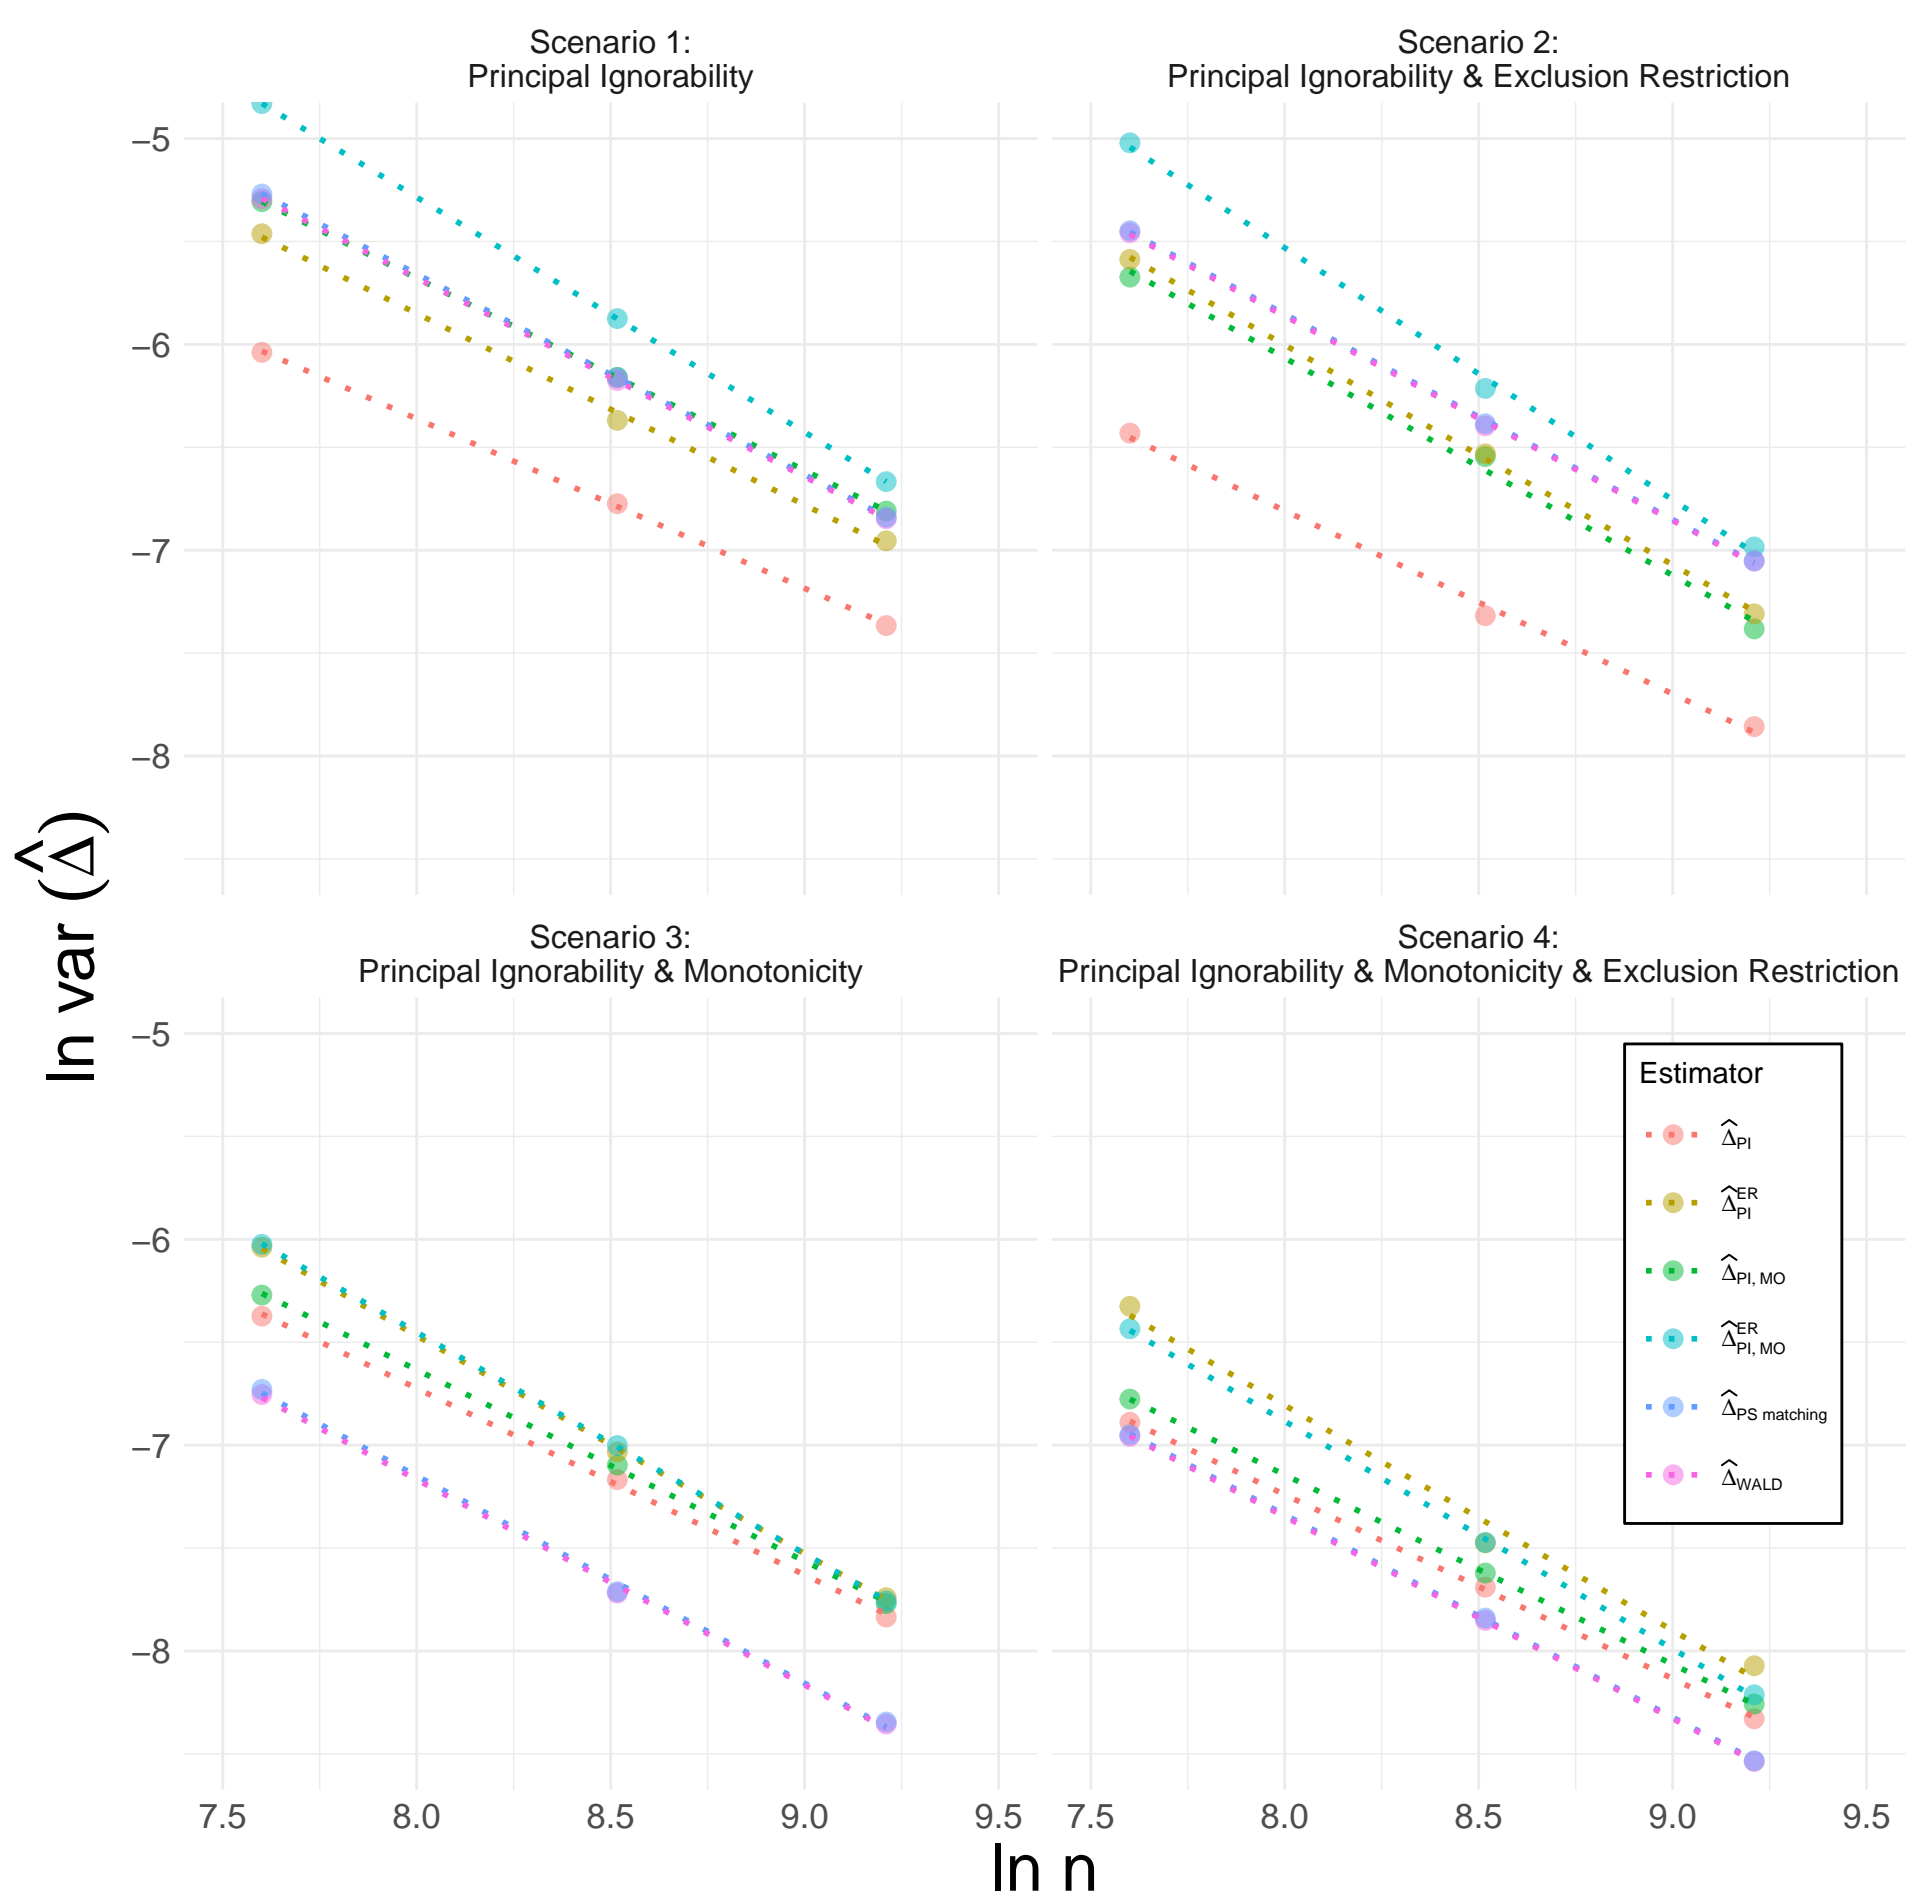 Scenario 1:
Principal Ignorability
Scenario 2:
Principal Ignorability & Exclusion Restriction
−5
−6
−7
−8
ln var (Δ̂)
Scenario 3:
Principal Ignorability & Monotonicity
Scenario 4:
Principal Ignorability & Monotonicity & Exclusion Restriction
−5
−6
−7
−8
Estimator
Δ̂PI
Δ̂ERPI
Δ̂PI, MO
Δ̂ERPI, MO
Δ̂PS matching
Δ̂WALD
7.5 8.0 8.5 9.0 9.5 7.5 8.0 8.5 9.0 9.5
ln n